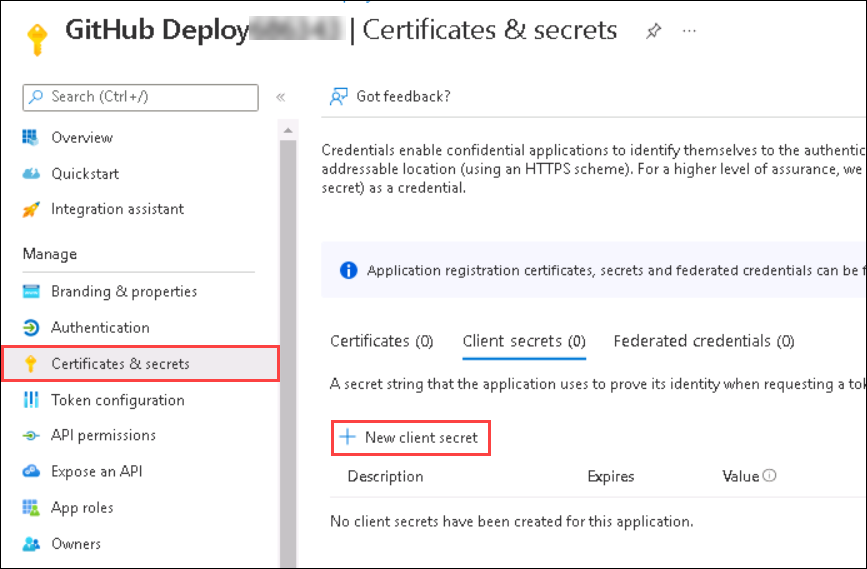 GitHub Deploy | Certificates & secrets
Search (Ctrl+/)
Overview
Quickstart
Integration assistant
Manage
Branding & properties
Authentication
Certificates & secrets
Token configuration
API permissions
Expose an API
App roles
Owners
Got feedback?
Credentials enable confidential applications to identify themselves to the authentic
addressable location (using an HTTPS scheme). For a higher level of assurance, we
secret) as a credential.
Application registration certificates, secrets and federated credentials can be f
Certificates (0) Client secrets (0) Federated credentials (0)
A secret string that the application uses to prove its identity when requesting a tok
New client secret
Description Expires Value
No client secrets have been created for this application.